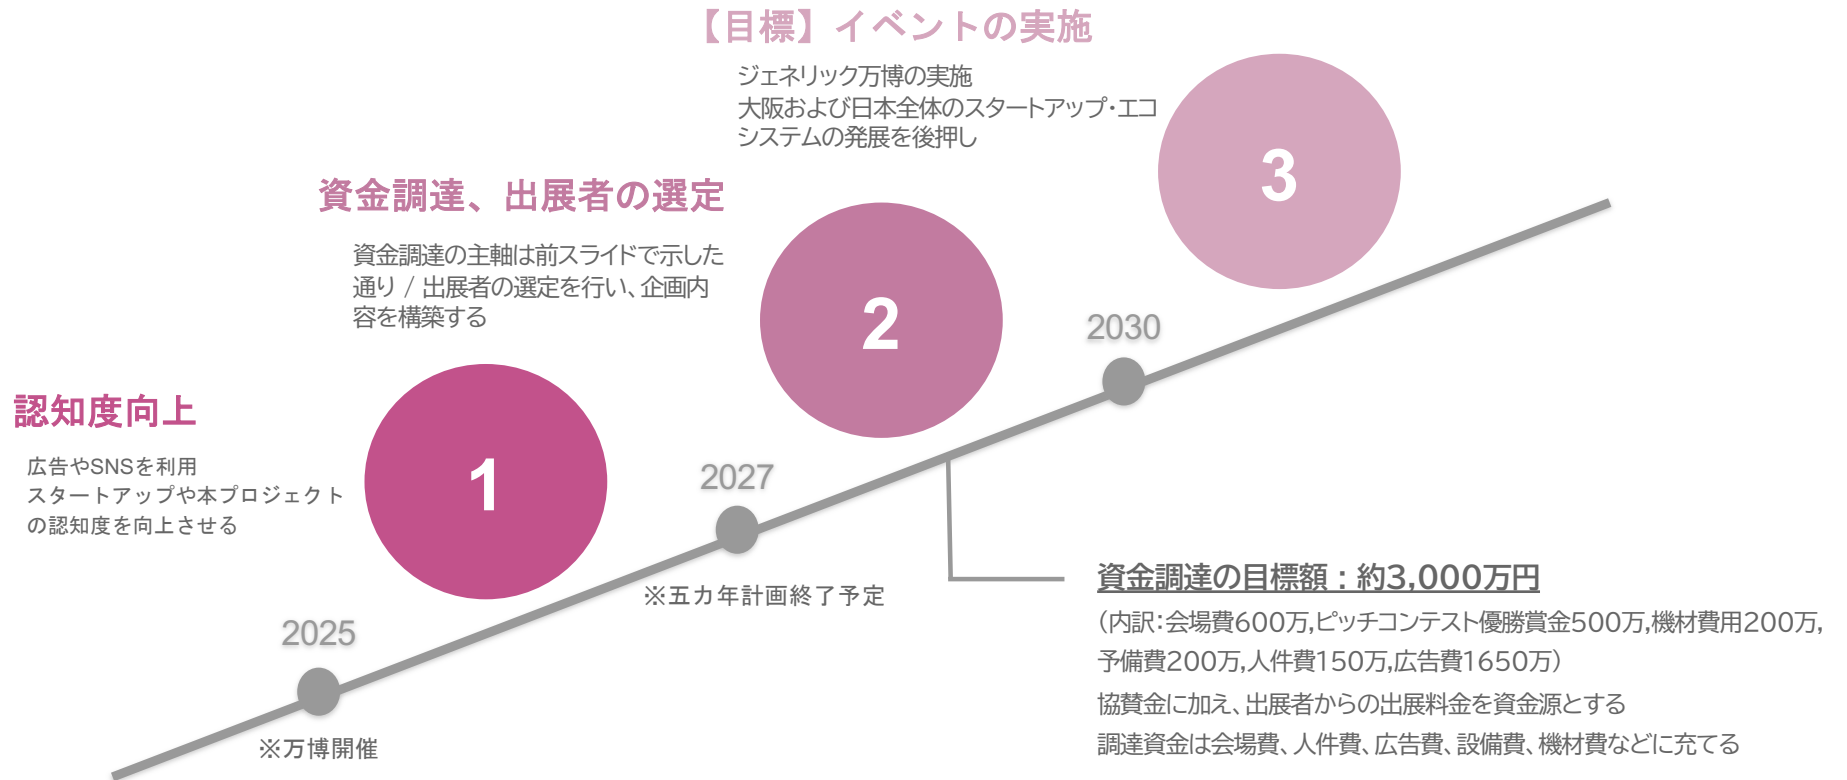 【目標】イベントの実施
ジェネリック万博の実施
大阪および日本全体のスタートアップ・エコ
システムの発展を後押し
3
資金調達、出展者の選定
資金調達の主軸は前スライドで示した
通り / 出展者の選定を行い、企画内
容を構築する
2
2030
認知度向上
広告やSNSを利用
スタートアップや本プロジェクト
の認知度を向上させる
1
2027
※五カ年計画終了予定
2025
※万博開催
資金調達の目標額：約3,000万円
（内訳：会場費600万,ピッチコンテスト優勝賞金500万,機材費用200万,
予備費200万,人件費150万,広告費1650万）
協賛金に加え、出展者からの出展料金を資金源とする
調達資金は会場費、人件費、広告費、設備費、機材費などに充てる